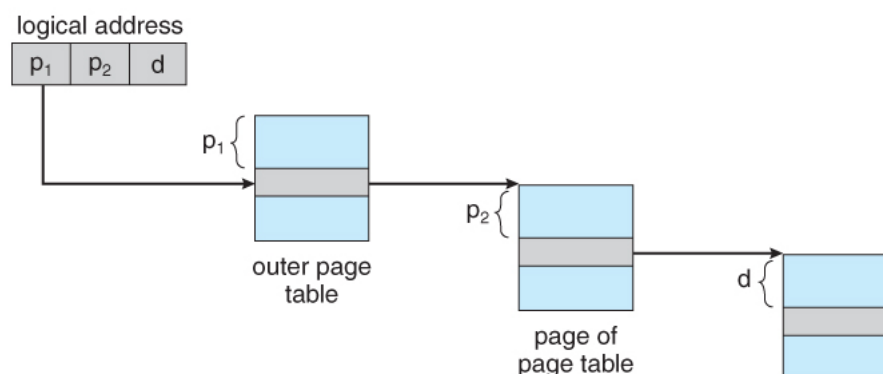 logical address
p₁ p₂ d
p₁
outer page
table
p₂
page of
page table
d